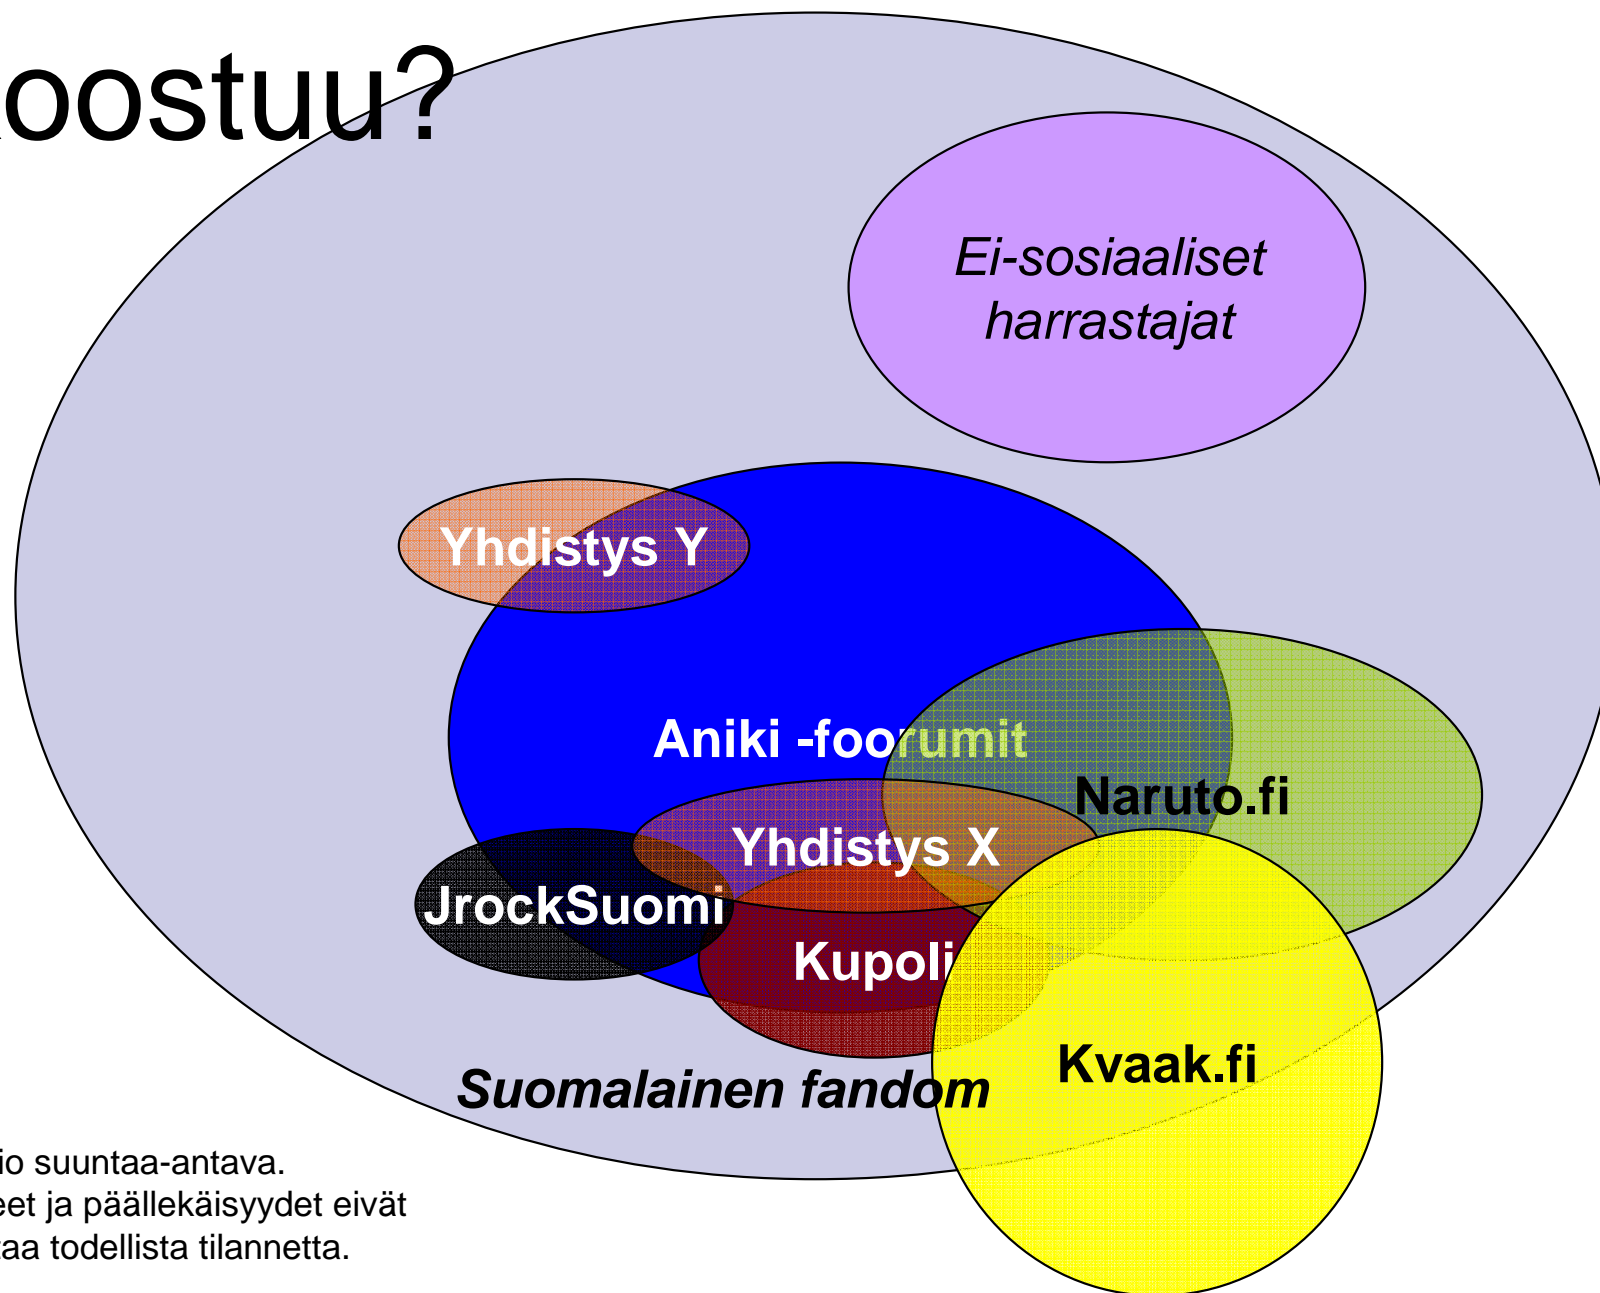 oostuu?
Ei-sosiaaliset
harrastajat
Yhdistys Y
Aniki -foorumit
Naruto.fi
Yhdistys X
JrockSuomi
Kupoli
Kvaak.fi
Suomalainen fandom
io suuntaa-antava.
eet ja päällekäisyydet eivät
taa todellista tilannetta.